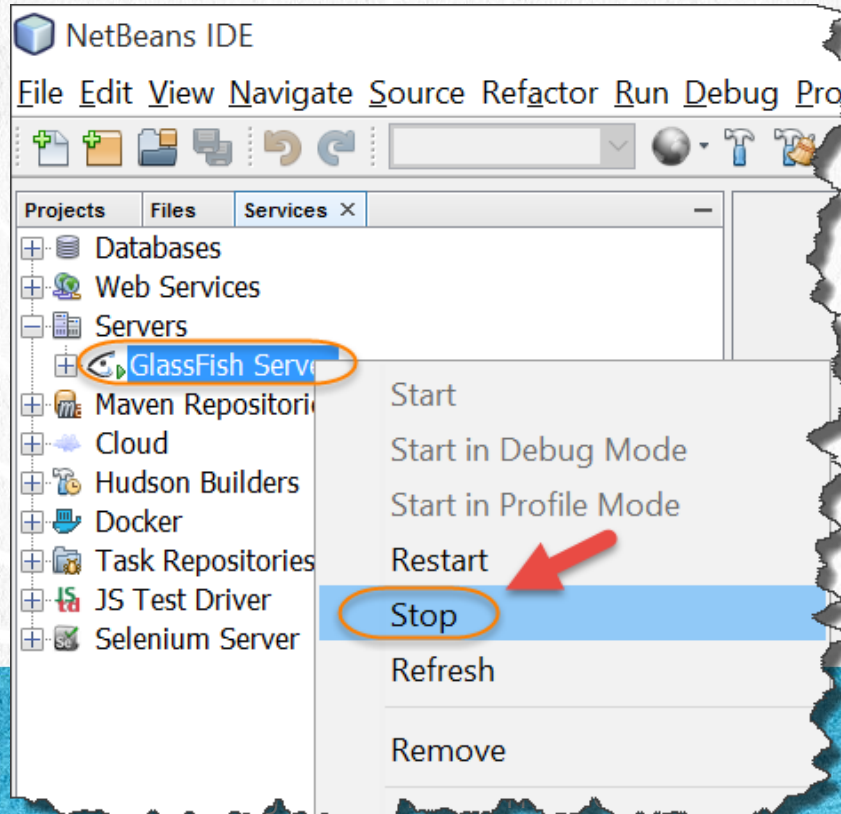 NetBeans IDE
File Edit View Navigate Source Refactor Run Debug
Projects Files Services
Databases
Web Services
Servers
GlassFish
Start
Maven
Start in Debug Mode
Cloud
Hudson Builders
Start in Profile Mode
Docker
Task Repositories
Restart
JS Test Driver
Stop
Selenium Server
Refresh
Remove